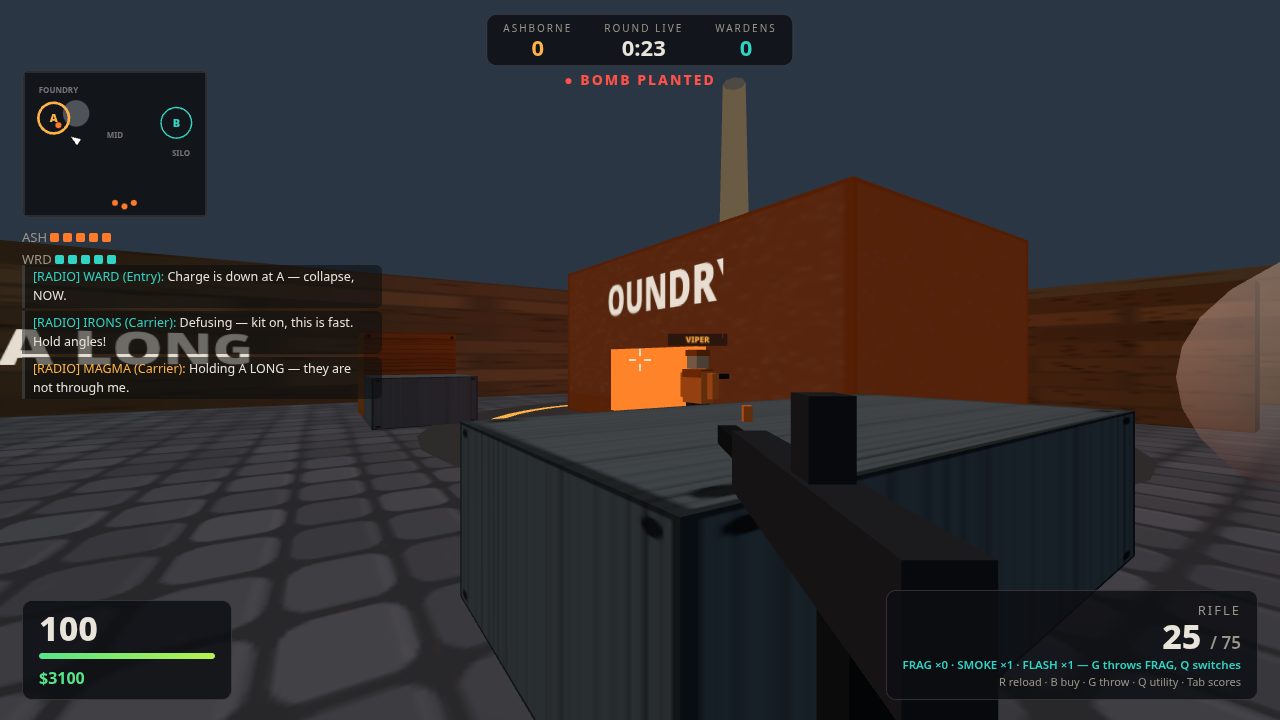 ASHBORNE ROUND LIVE WARDENS
0 0:23 0
BOMB PLANTED
FOUNDRY
A
B
MID
SILO
ASH
WRD
[RADIO] WARD (Entry): Charge is down at A — collapse,
NOW.
[RADIO] IRONS (Carrier): Defusing — kit on, this is fast.
Hold angles!
[RADIO] MAGMA (Carrier): Holding A LONG — they are
not through me.
A LONG
OUNDRY
VIPER
100
$3100
RIFLE
25 / 75
FRAG ×0 · SMOKE ×1 · FLASH ×1 — G throws FRAG, Q switches
R reload · B buy · G throw · Q utility · Tab scores